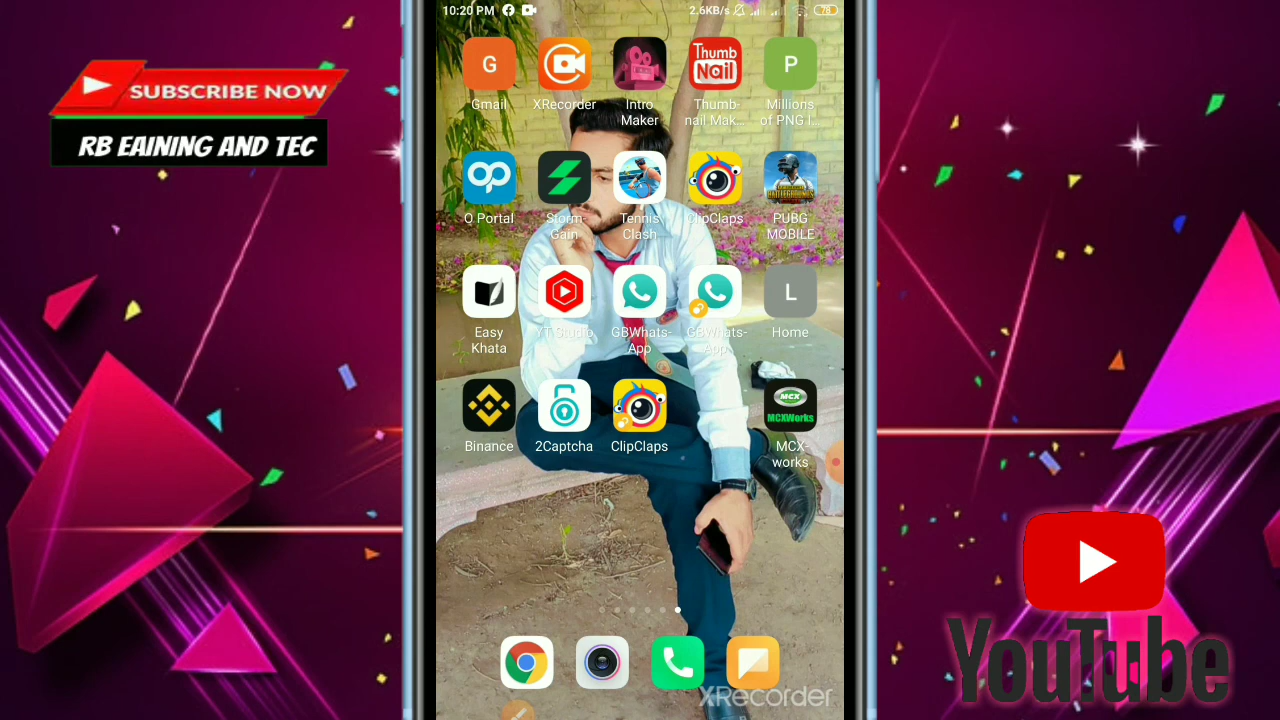 10:20 PM
2.6KB/s
78
SUBSCRIBE NOW
RB EAINING AND TEC
G
Thumb
Nail
P
Gmail
XRecorder
Intro
Maker
Thumb-
nail Mak...
Millions
of PNG I...
O Portal
Storm-
Gain
Tennis
Clash
ClipClaps
PUBG
MOBILE
L
Easy
Khata
YT Studio
GBWhats-
App
GBWhats-
App
Home
MCX
MCXWorks
Binance
2Captcha
ClipClaps
MCX-
works
XRecorder
YouTube